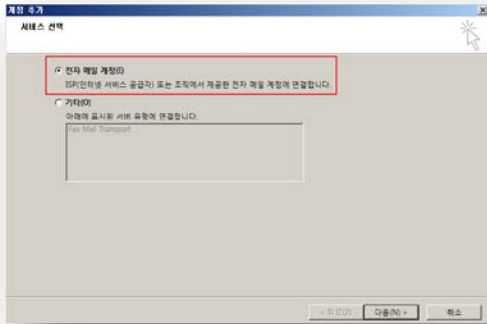 계정 추가
서비스 선택
전자 메일 계정(E)
ISP(인터넷 서비스 공급자) 또는 조직에서 제공한 전자 메일 계정에 연결합니다.
기타(O)
아래에 표시된 서버 유형에 연결합니다.
Fax Mail Transport
< 뒤로(B)
다음(N) >
취소